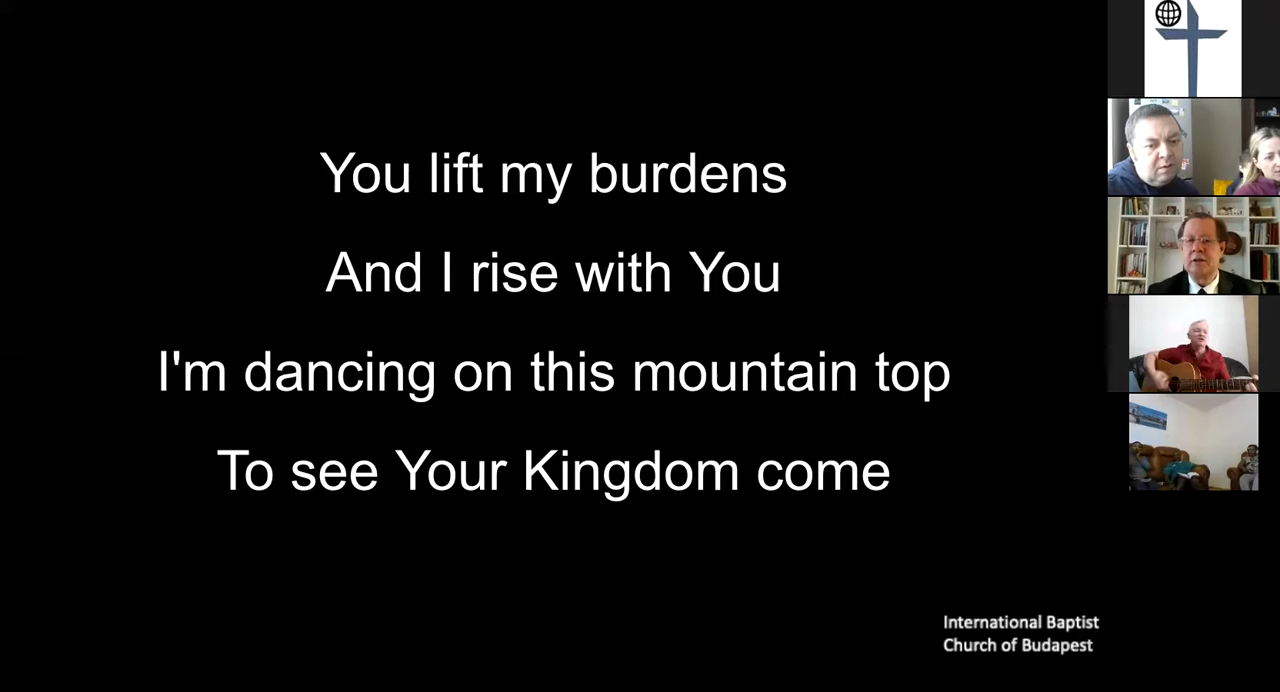 You lift my burdens
And I rise with You
I'm dancing on this mountain top
To see Your Kingdom come
International Baptist
Church of Budapest